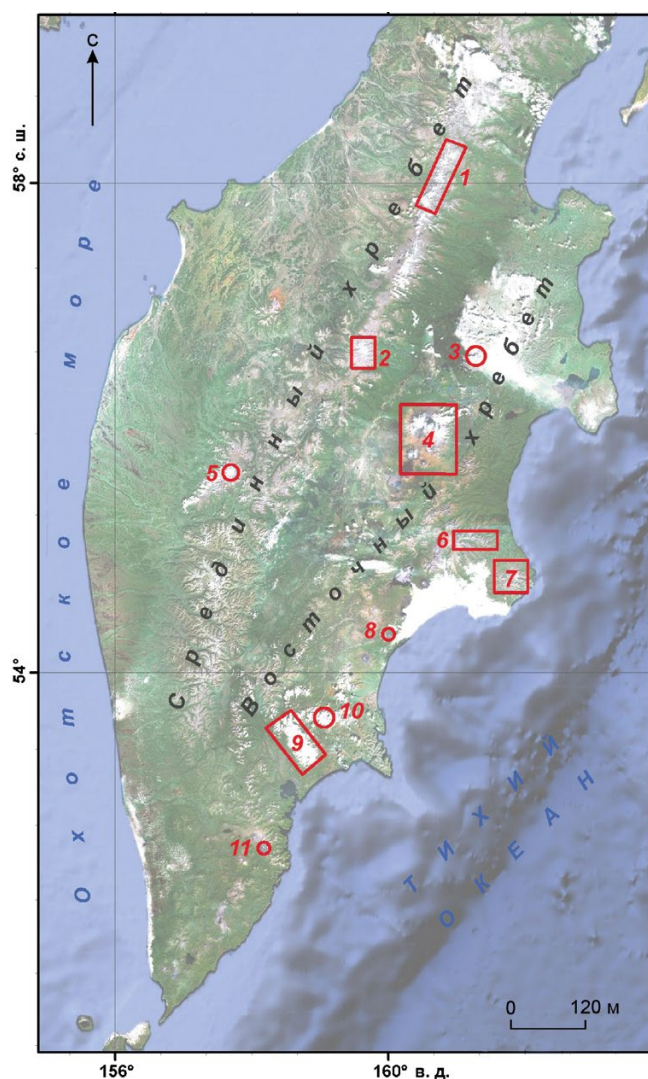 С
58° с. ш.
54°
Охотское море
Срединный хребет
Восточный хребет
1
2
3
4
5
6
7
8
10
9
11
ТИХИЙ
ОКЕАН
0 120 м
156° 160° в. д.